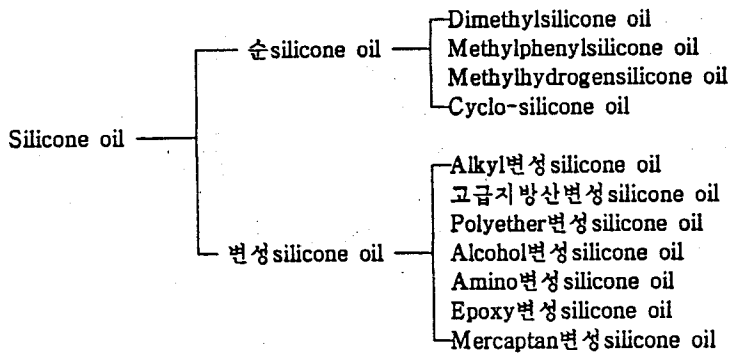 Dimethylsilicone oil
순silicone oil
Methylphenylsilicone oil
Methylhydrogensilicone oil
Cyclo-silicone oil
Silicone oil
Alkyl변성silicone oil
고급지방산변성silicone oil
Polyether변성silicone oil
변성silicone oil
Alcohol변성silicone oil
Amino변성silicone oil
Epoxy변성silicone oil
Mercaptan변성silicone oil